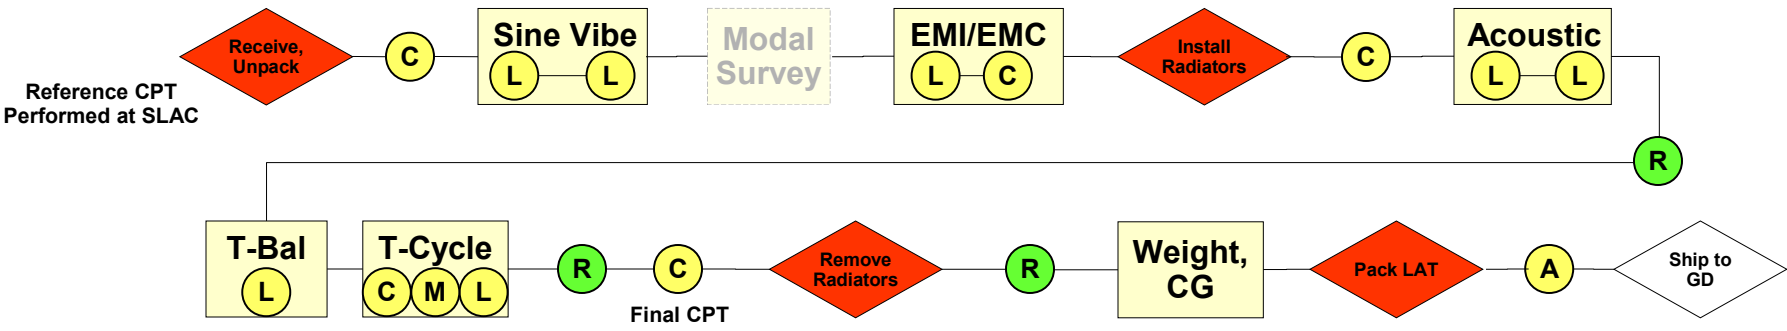 Receive,
Unpack
C
Sine Vibe
L L
Modal
Survey
EMI/EMC
L C
Install
Radiators
C
Acoustic
L L
Reference CPT
Performed at SLAC
R
T-Bal
L
T-Cycle
C M L
R
C
Final CPT
Remove
Radiators
R
Weight,
CG
Pack LAT
A
Ship to
GD